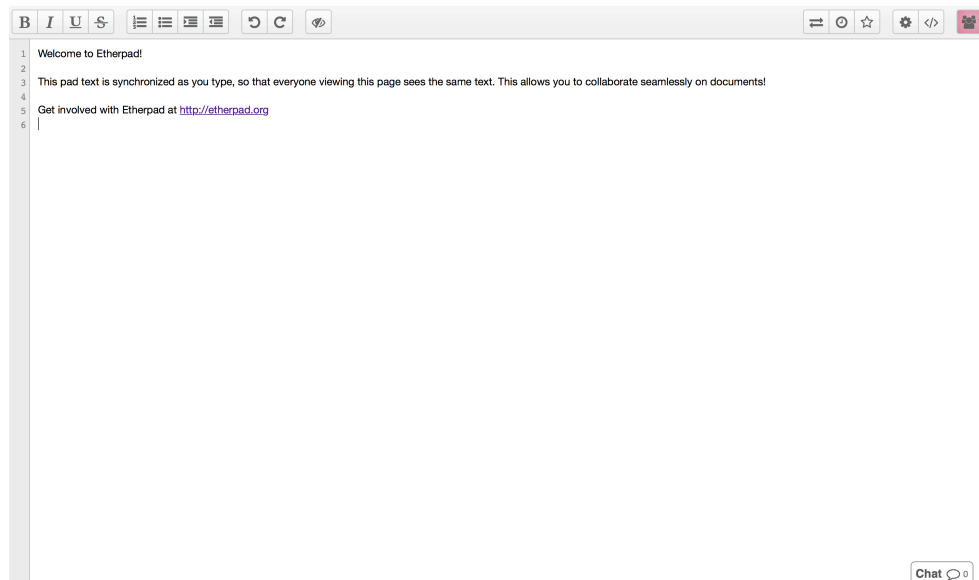 B I U S
1 Welcome to Etherpad!
2
3 This pad text is synchronized as you type, so that everyone viewing this page sees the same text. This allows you to collaborate seamlessly on documents!
4
5 Get involved with Etherpad at http://etherpad.org
6
Chat 0